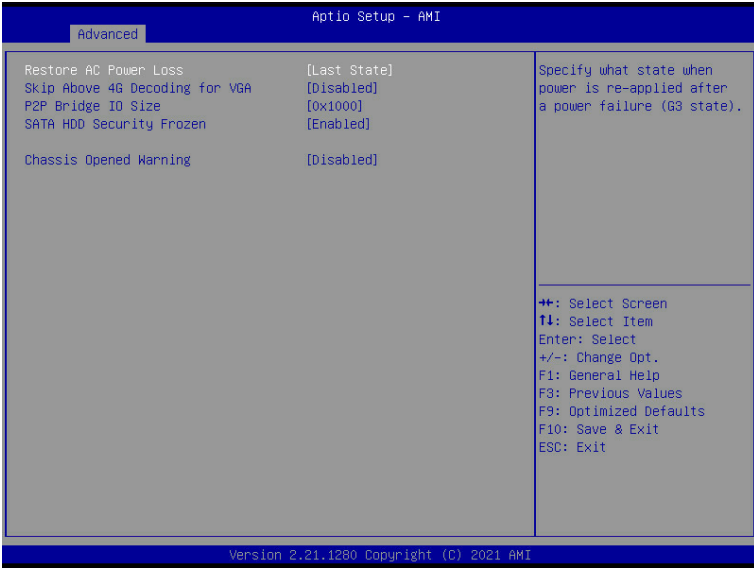 Aptio Setup – AMI
Advanced
Restore AC Power Loss [Last State]
Skip Above 4G Decoding for VGA [Disabled]
P2P Bridge IO Size [0x1000]
SATA HDD Security Frozen [Enabled]
Chassis Opened Warning [Disabled]
Specify what state when
power is re-applied after
a power failure (G3 state).
→←: Select Screen
↑↓: Select Item
Enter: Select
+/-: Change Opt.
F1: General Help
F3: Previous Values
F9: Optimized Defaults
F10: Save & Exit
ESC: Exit
Version 2.21.1280 Copyright (C) 2021 AMI